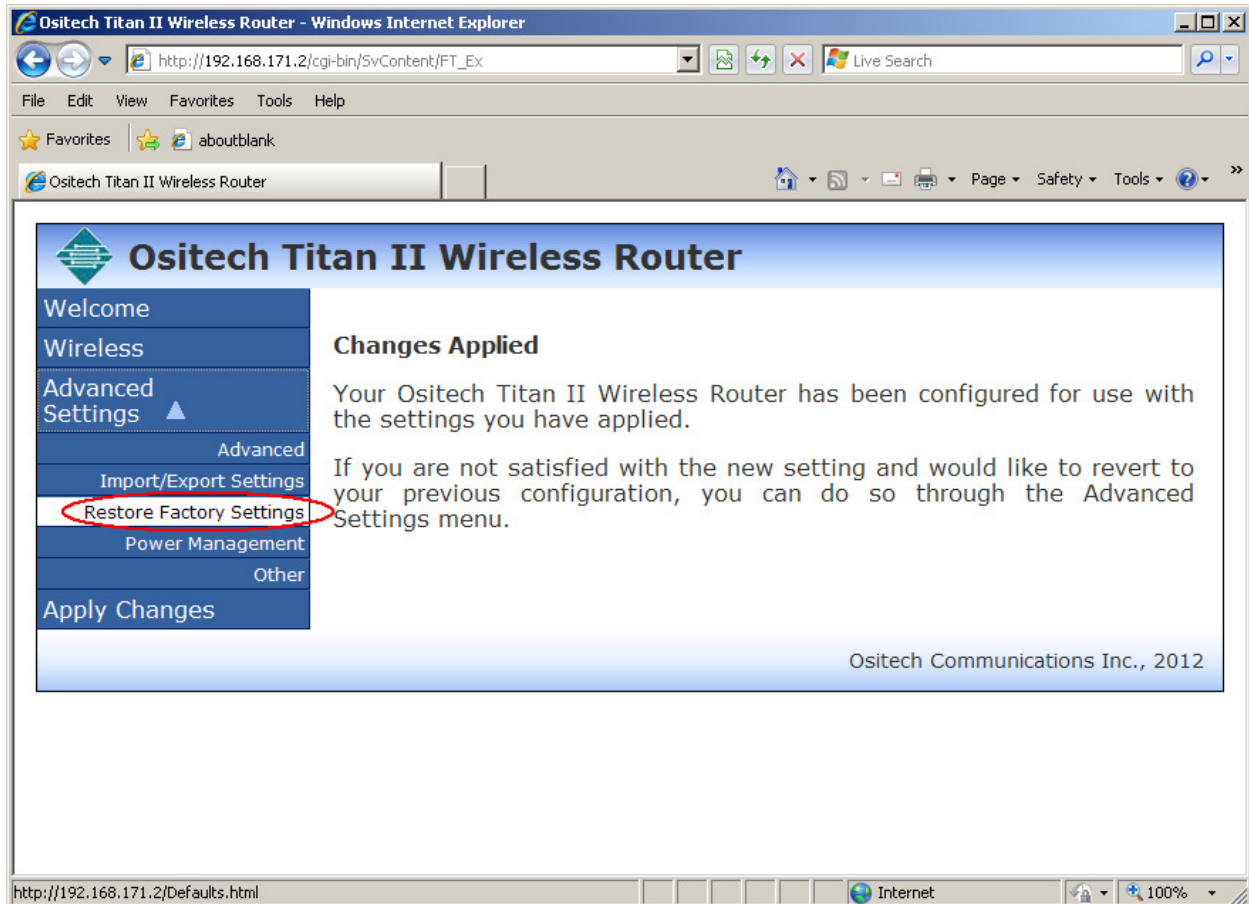 Ositech Titan II Wireless Router - Windows Internet Explorer
http://192.168.171.2/cgi-bin/SvContent/FT_Ex
Live Search
File Edit View Favorites Tools Help
Favorites aboutblank
Ositech Titan II Wireless Router
Page Safety Tools
Ositech Titan II Wireless Router
Welcome
Wireless
Advanced
Settings
Advanced
Import/Export Settings
Restore Factory Settings
Power Management
Other
Apply Changes
Changes Applied
Your Ositech Titan II Wireless Router has been configured for use with
the settings you have applied.
If you are not satisfied with the new setting and would like to revert to
your previous configuration, you can do so through the Advanced
Settings menu.
Ositech Communications Inc., 2012
http://192.168.171.2/Defaults.html
Internet
100%